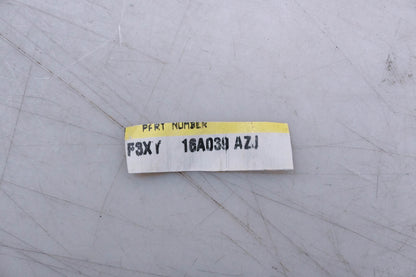 PART NUMBER
F3XY 16A039 AZJ